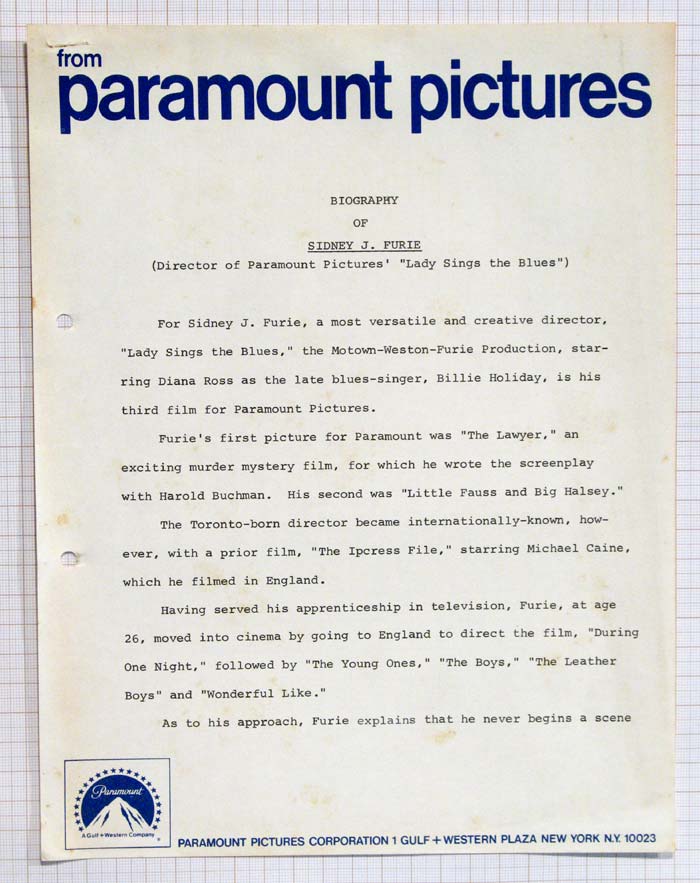 from
paramount pictures
BIOGRAPHY
OF
SIDNEY J. FURIE
(Director of Paramount Pictures' "Lady Sings the Blues")
For Sidney J. Furie, a most versatile and creative director,
"Lady Sings the Blues," the Motown-Weston-Furie Production, star-
ring Diana Ross as the late blues-singer, Billie Holiday, is his
third film for Paramount Pictures.
Furie's first picture for Paramount was "The Lawyer," an
exciting murder mystery film, for which he wrote the screenplay
with Harold Buchman. His second was "Little Fauss and Big Halsey."
The Toronto-born director became internationally-known, how-
ever, with a prior film, "The Ipcress File," starring Michael Caine,
which he filmed in England.
Having served his apprenticeship in television, Furie, at age
26, moved into cinema by going to England to direct the film, "During
One Night," followed by "The Young Ones," "The Boys," "The Leather
Boys" and "Wonderful Like."
As to his approach, Furie explains that he never begins a scene
Paramount
A Gulf+Western Company
®
PARAMOUNT PICTURES CORPORATION 1 GULF + WESTERN PLAZA NEW YORK N.Y. 10023